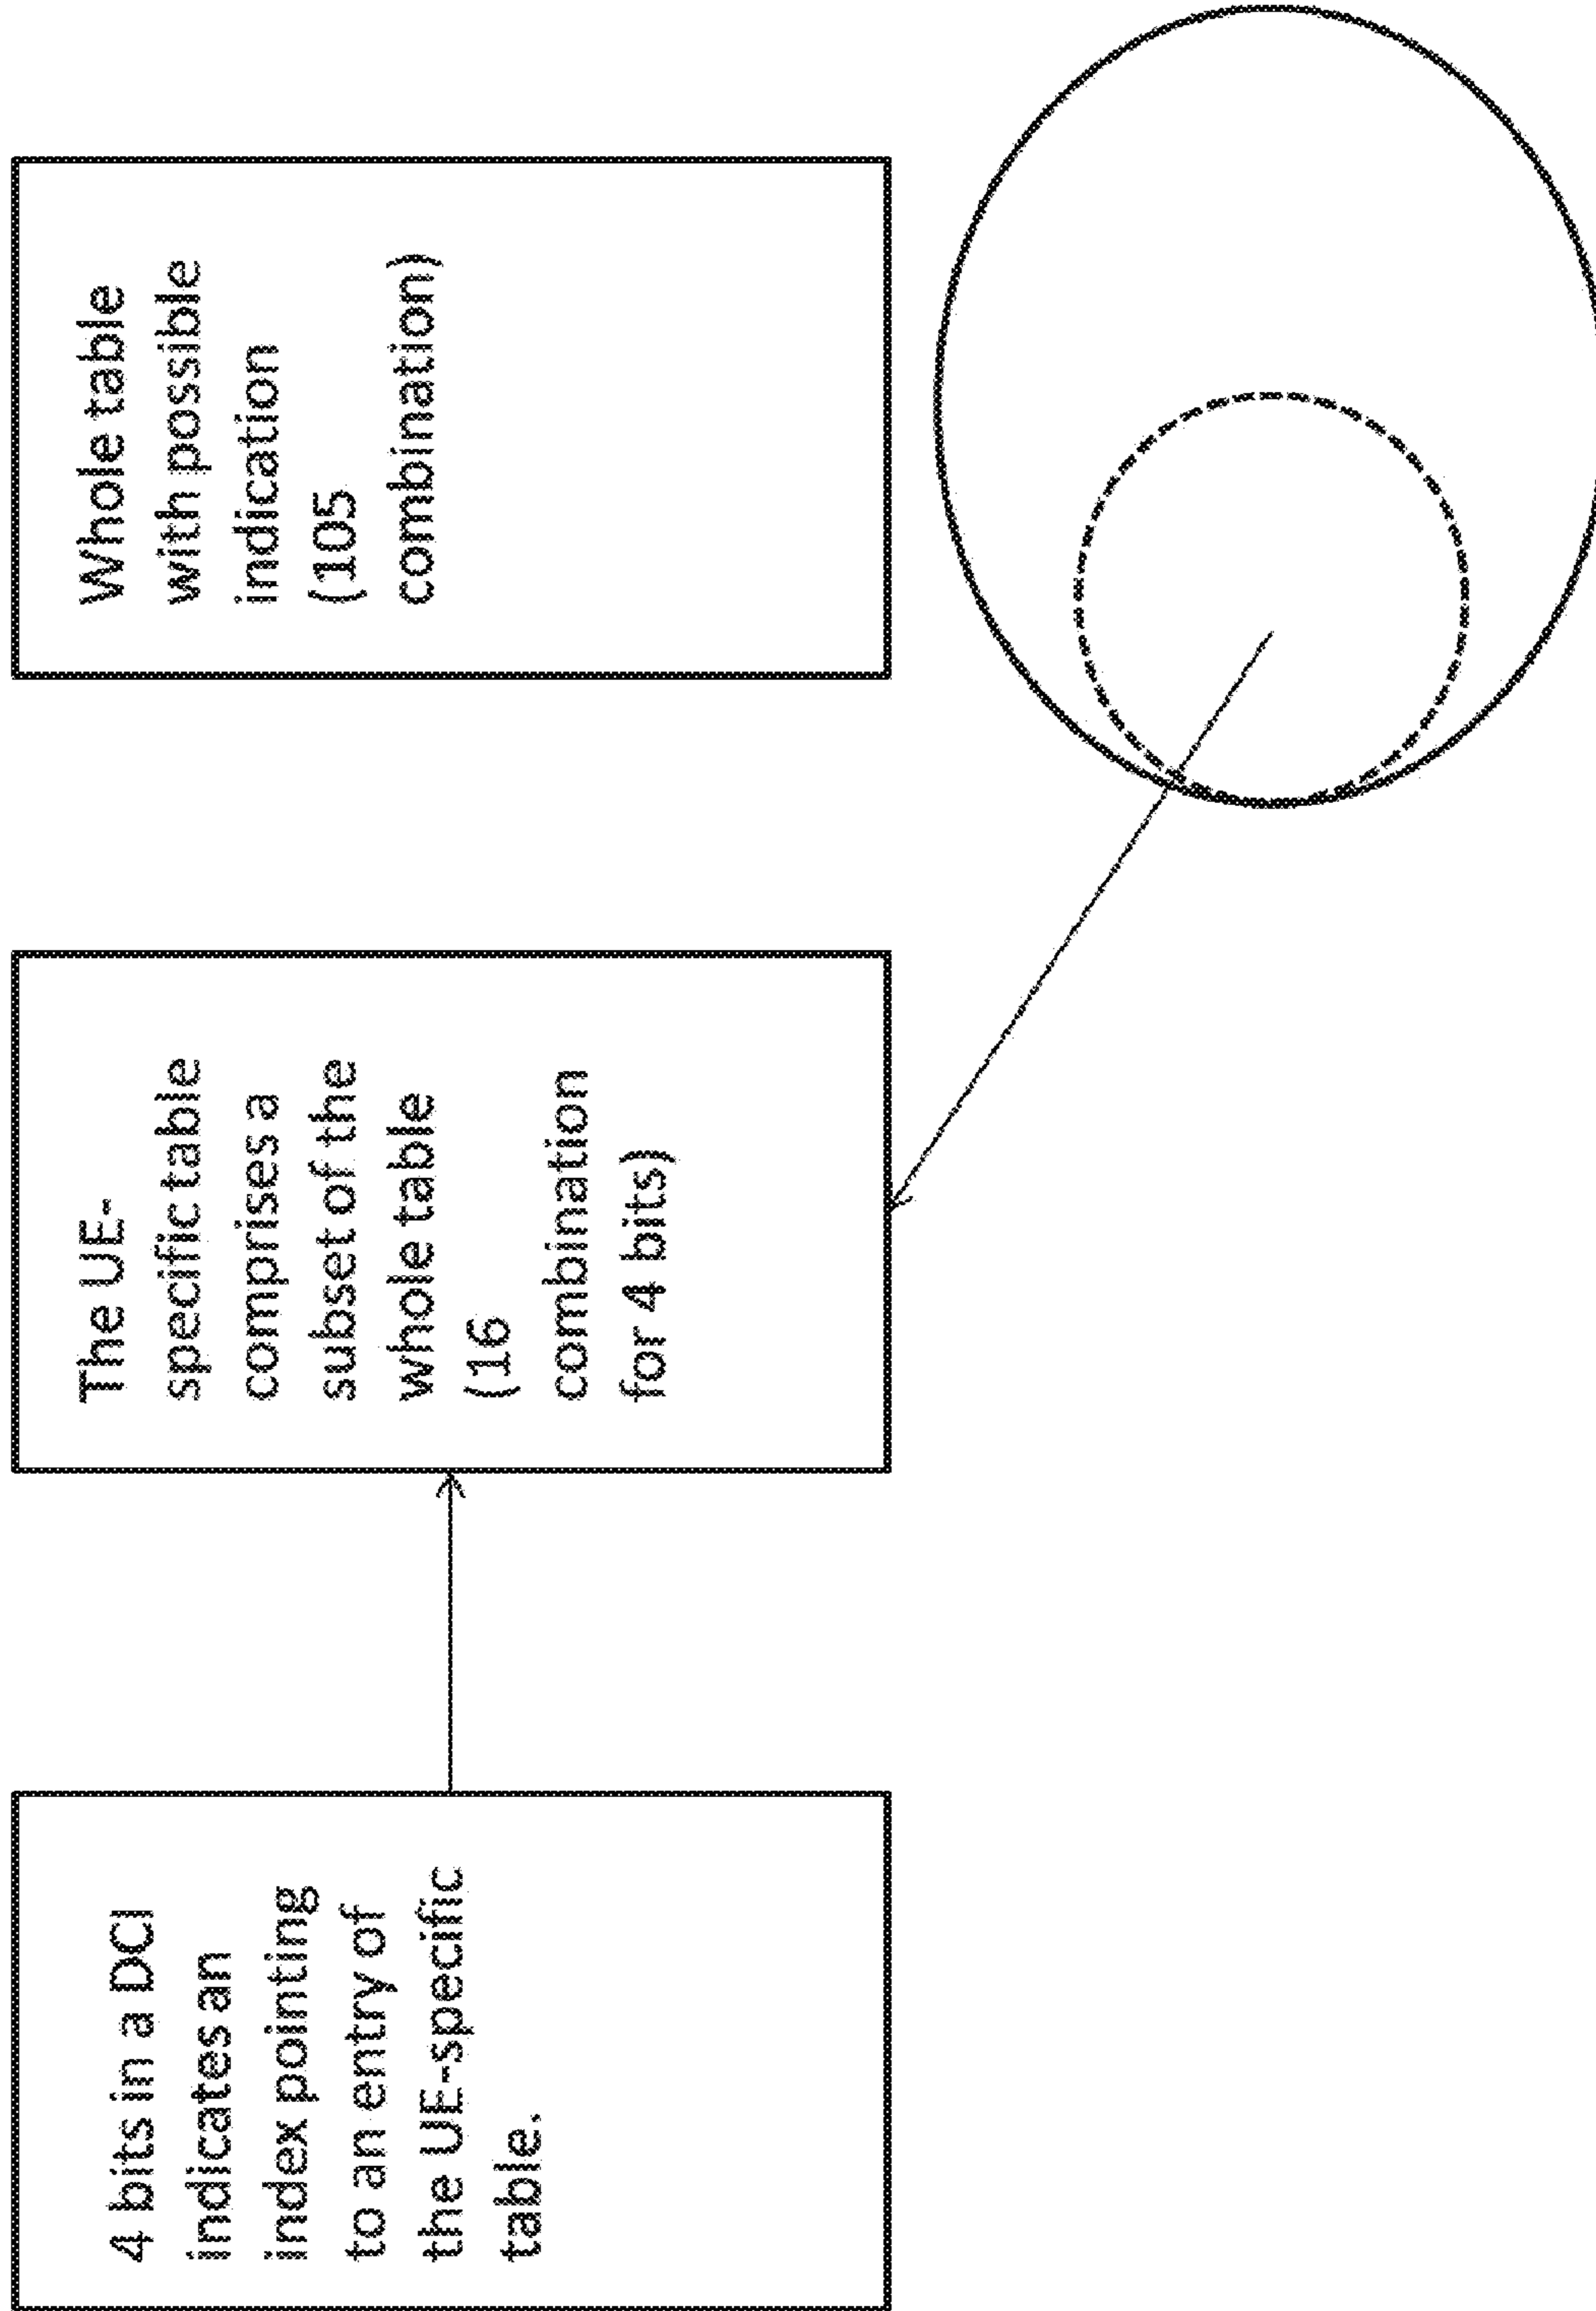 4 bits in a DCI
indicates an
index pointing
to an entry of
the UE-specific
table.
The UE-
specific table
comprises a
subset of the
whole table
(16
combination
for 4 bits)
Whole table
with possible
indication
(105
combination)